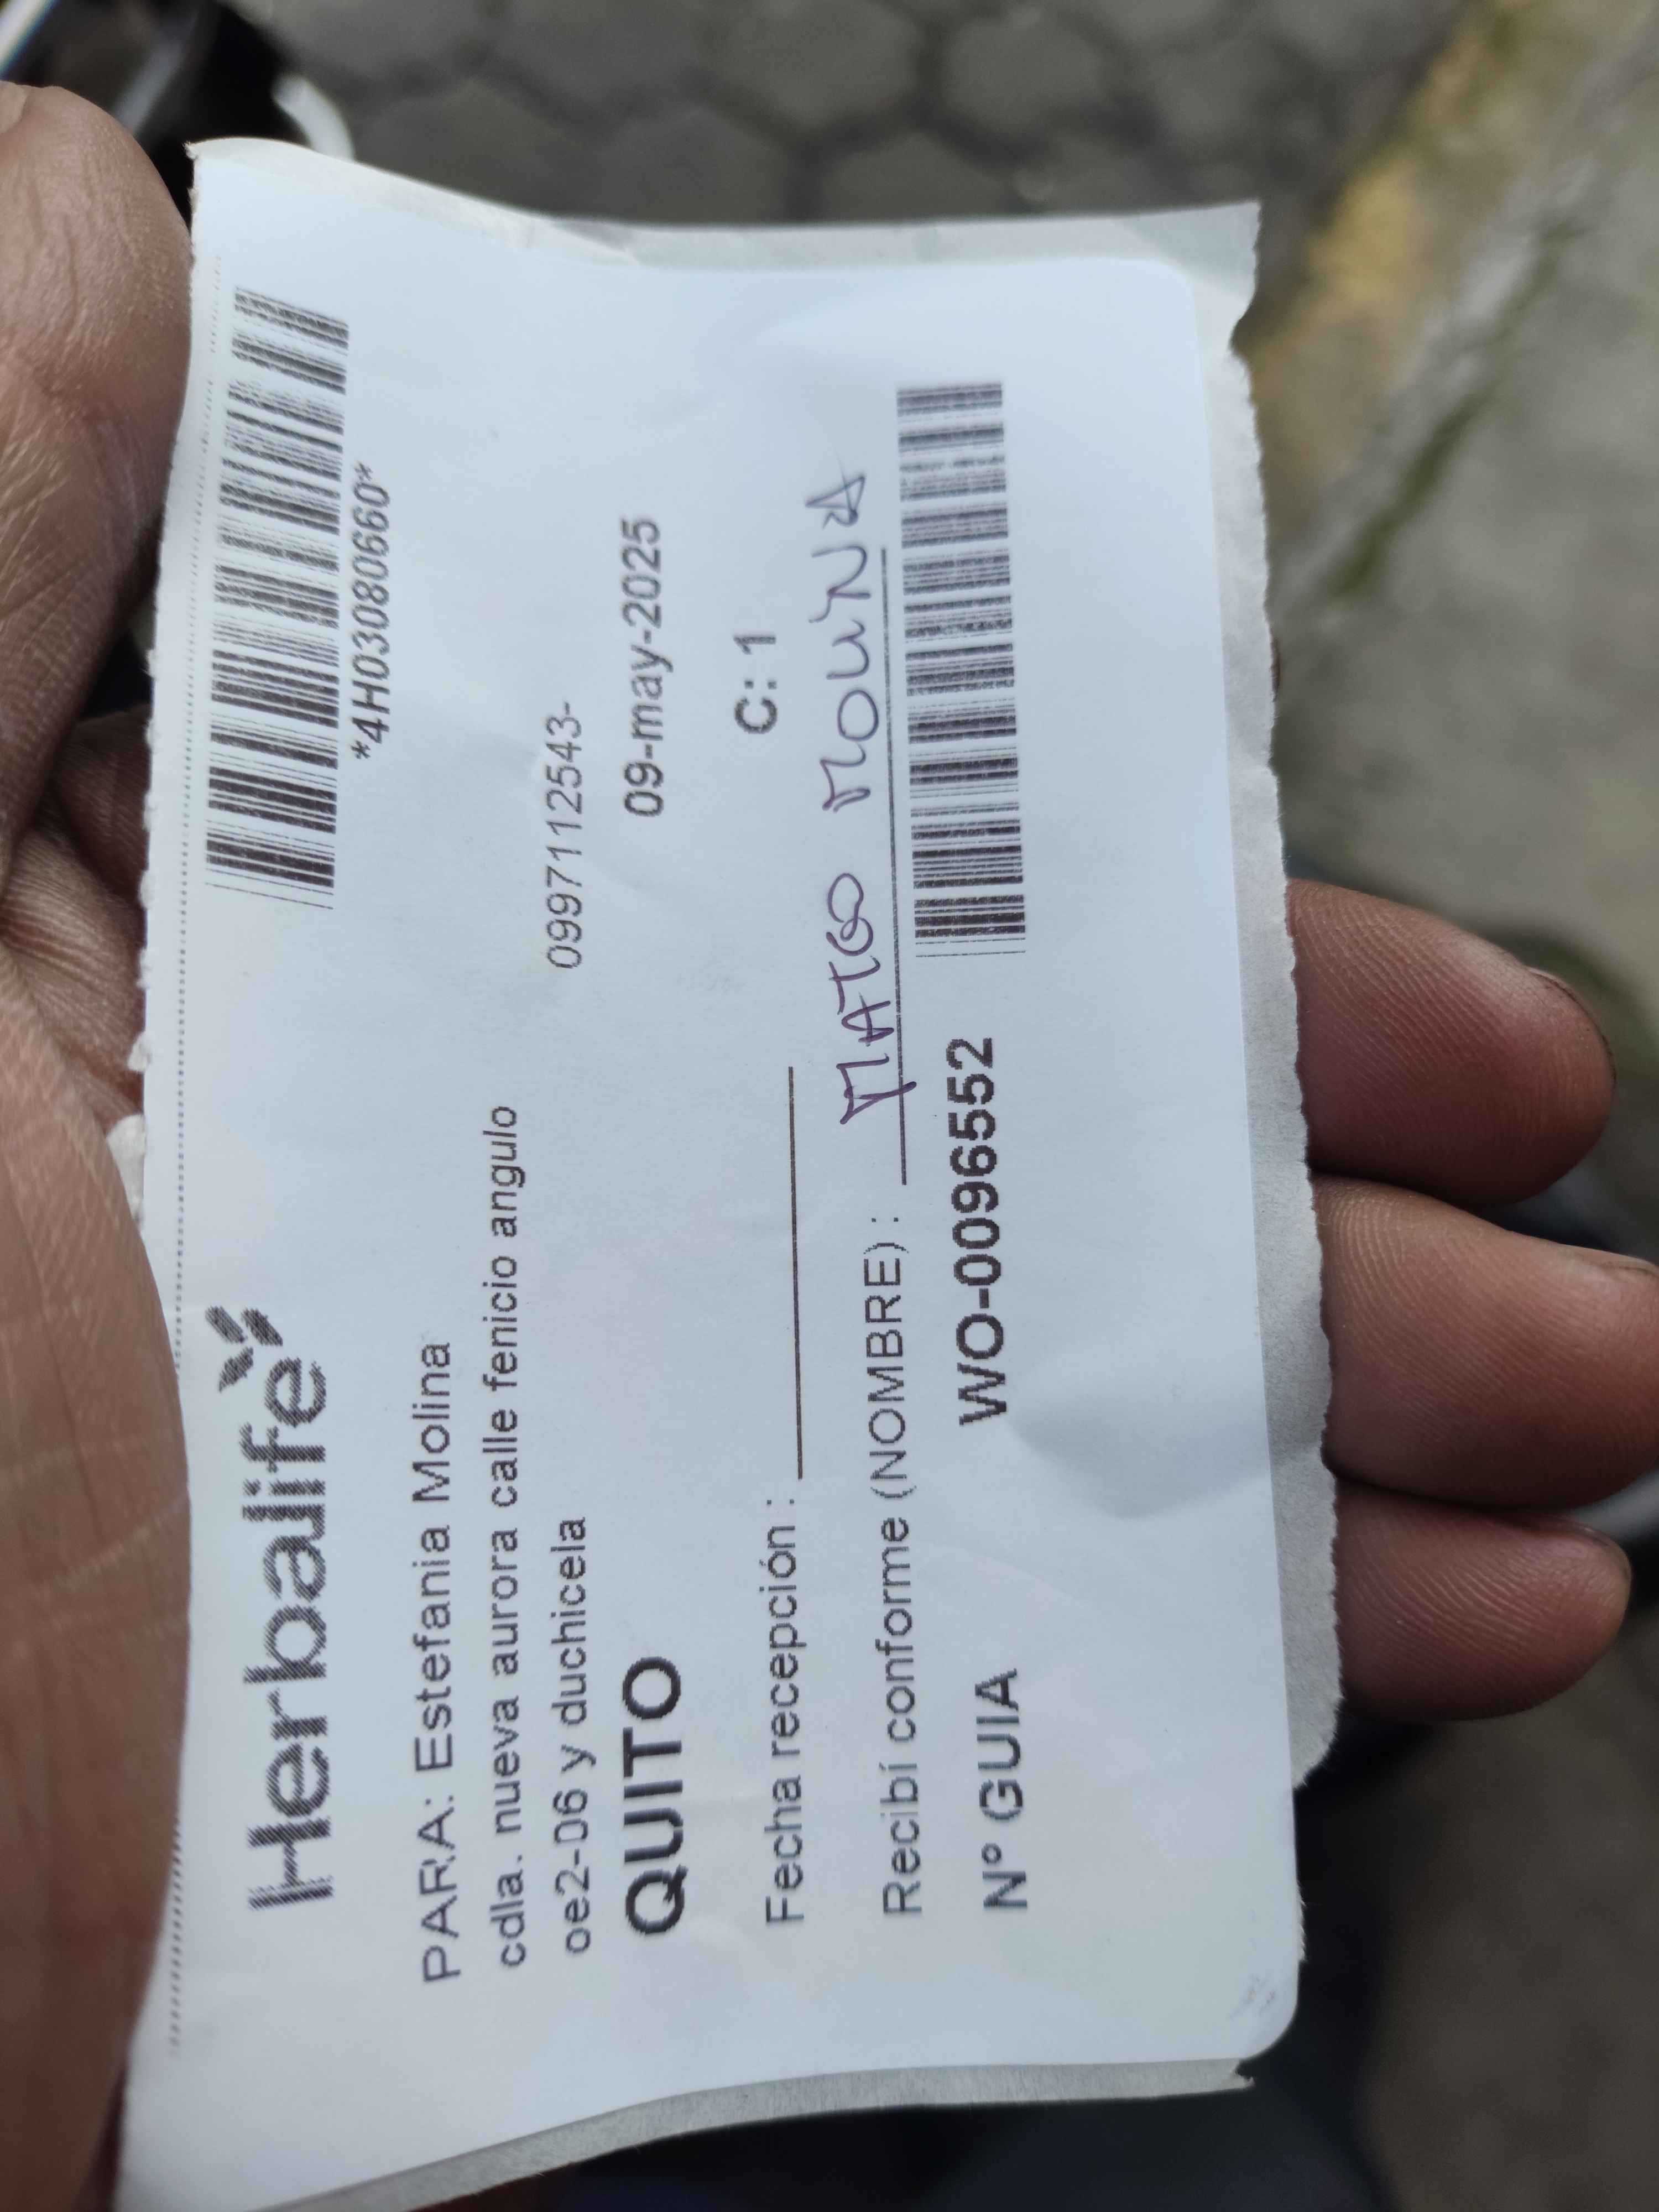 Herbalife
*4H03080660*
PARA: Estefania Molina
cdla. nueva aurora calle fenicio angulo
oe2-06 y duchicela
0997112543-
QUITO
09-may-2025
Fecha recepción :
C: 1
Recibí conforme (NOMBRE) : MATEO MOLINA
N° GUIA WO-0096552